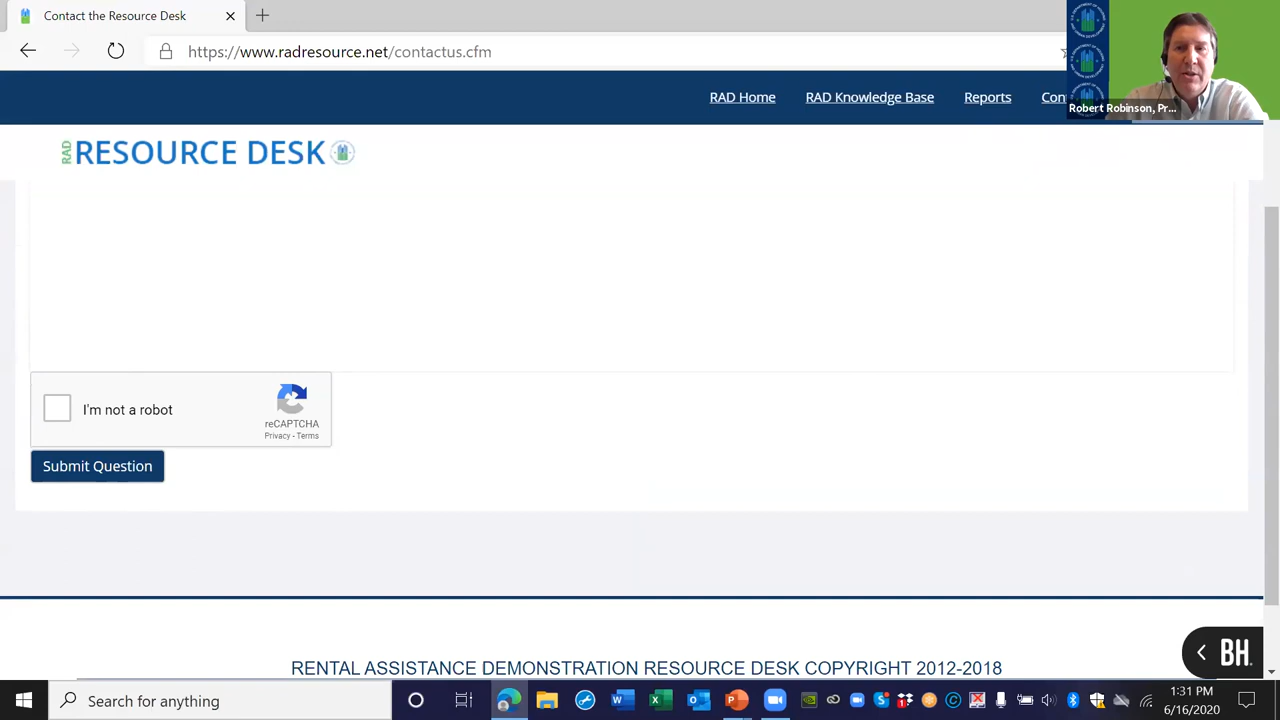 Contact the Resource Desk
https://www.radresource.net/contactus.cfm
RAD Home
RAD Knowledge Base
Reports
Con
Robert Robinson, Pr...
RAD RESOURCE DESK
I'm not a robot
reCAPTCHA
Privacy - Terms
Submit Question
BH.
RENTAL ASSISTANCE DEMONSTRATION RESOURCE DESK COPYRIGHT 2012-2018
Search for anything
1:31 PM
6/16/2020